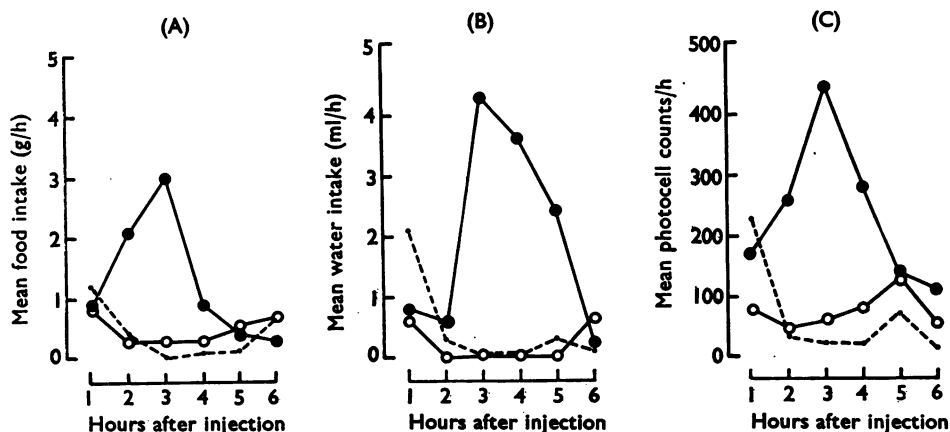 (A)
5
4
3
2
1
0
Mean food intake (g/h)
1 2 3 4 5 6
Hours after injection
(B)
5
4
3
2
1
0
Mean water intake (ml/h)
1 2 3 4 5 6
Hours after injection
(C)
500
400
300
200
100
0
Mean photocell counts/h
1 2 3 4 5 6
Hours after injection